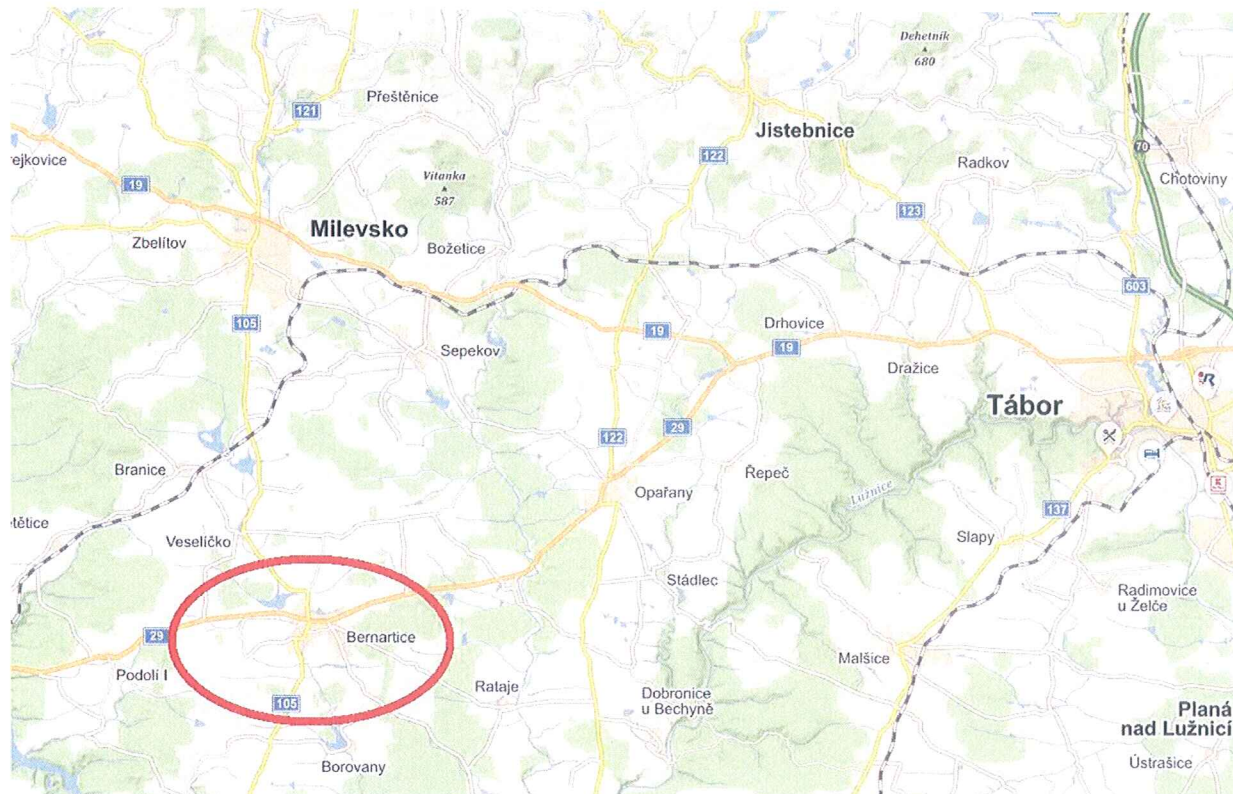 Dehetník
680
121
Přeštěnice
Jistebnice
122
rejkovice
70
Radkov
Chotoviny
19
Vítanka
587
123
Milevsko
Zbelítov
Božetice
603
105
19
Drhovice
19
Sepekov
Dražice
R
Tábor
29
122
Branice
Řepeč
Opařany
Lužnice
137
etětice
Slapy
Veselíčko
Stádlec
Radimovice
u Želče
29
Bernartice
Malšice
Podolí I
Rataje
105
Dobronice
u Bechyně
Planá
nad Lužnicí
Borovany
Ústrašice